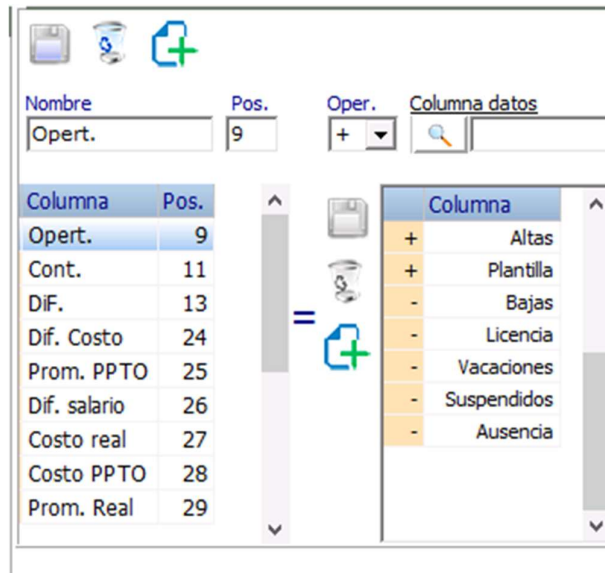 Nombre Pos. Oper. Columna datos
Opert. 9 +
Columna Pos.
Opert. 9
Cont. 11
DiF. 13
Dif. Costo 24
Prom. PPTO 25
Dif. salario 26
Costo real 27
Costo PPTO 28
Prom. Real 29
=
Columna
+ Altas
+ Plantilla
- Bajas
- Licencia
- Vacaciones
- Suspendidos
- Ausencia